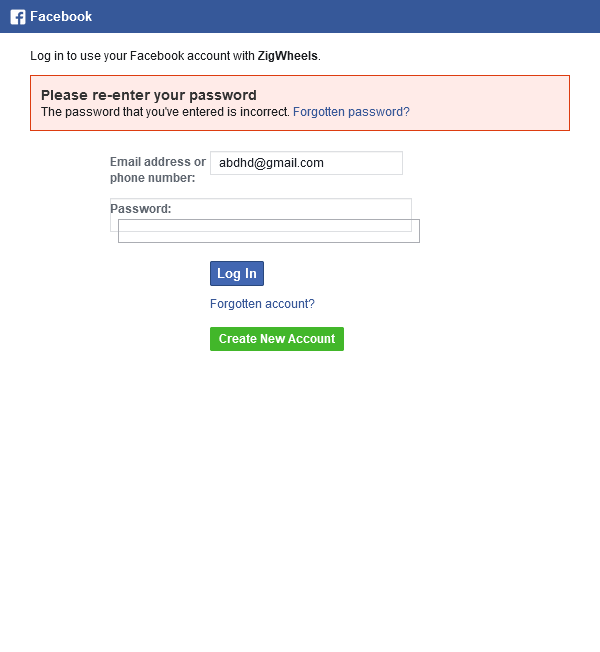 Facebook
Log in to use your Facebook account with ZigWheels.
Please re-enter your password
The password that you've entered is incorrect. Forgotten password?
Email address or phone number:
abdhd@gmail.com
Password:
Log In
Forgotten account?
Create New Account